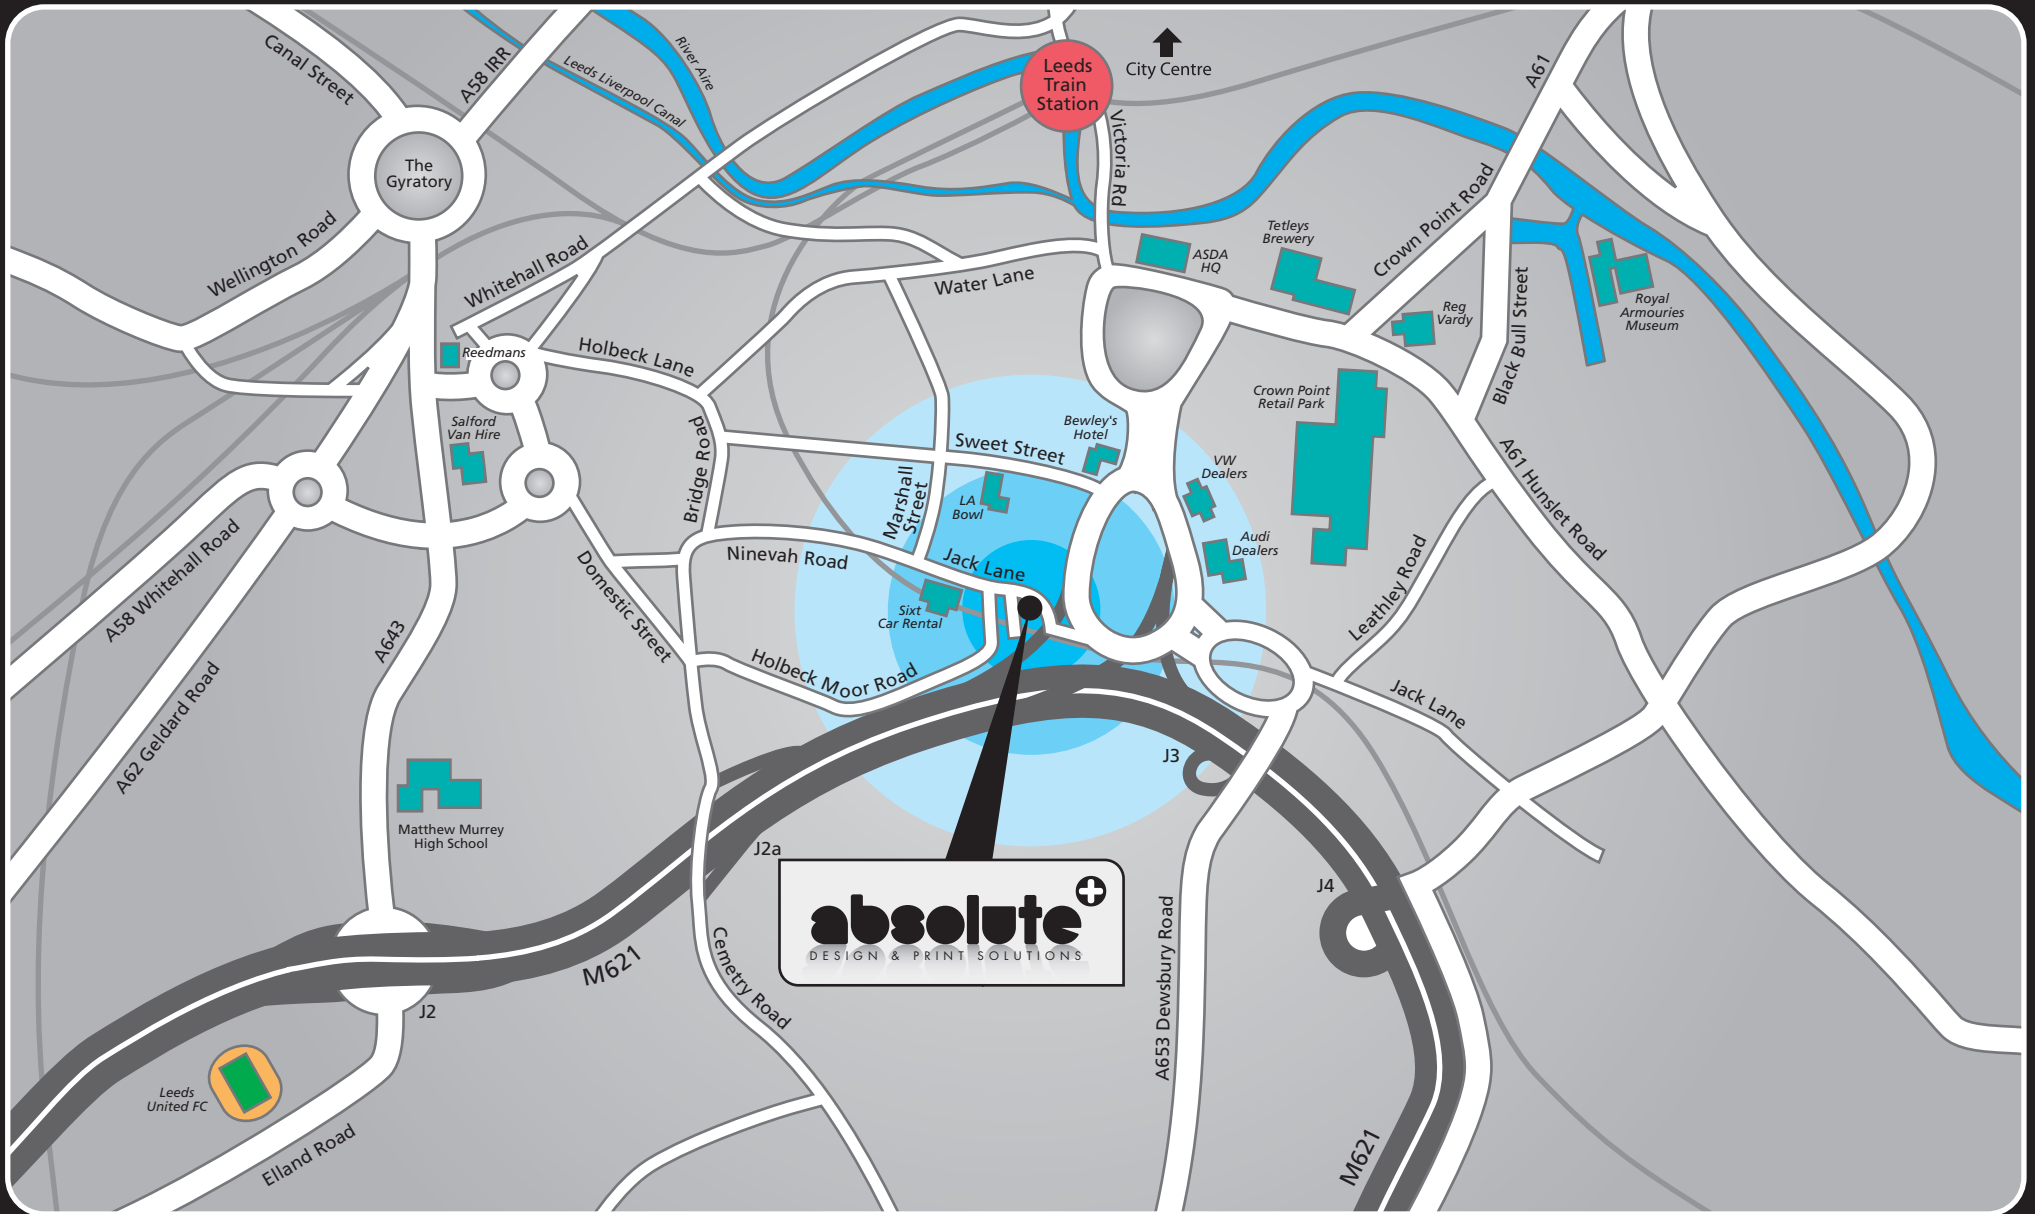 Canal Street
A58 IRR
River Aire
Leeds Liverpool Canal
Leeds
Train
Station
City Centre
A61
Victoria Rd
The
Gyratory
Wellington Road
Whitehall Road
Water Lane
ASDA
HQ
Tetleys
Brewery
Crown Point Road
Reg
Vardy
Black Bull Street
Royal
Armouries
Museum
Reedmans
Holbeck Lane
Salford
Van Hire
Bridge Road
Sweet Street
Bewley's
Hotel
Crown Point
Retail Park
VW
Dealers
Marshall
Street
LA
Bowl
Audi
Dealers
A61 Hunslet Road
Ninevah Road
Jack Lane
Sixt
Car Rental
Leathley Road
A58 Whitehall Road
A62 Geldard Road
A643
Domestic Street
Holbeck Moor Road
Jack Lane
J3
Matthew Murrey
High School
J2a
J4
absolute
DESIGN & PRINT SOLUTIONS
M621
Cemetry Road
A653 Dewsbury Road
J2
Leeds
United FC
Elland Road
M621